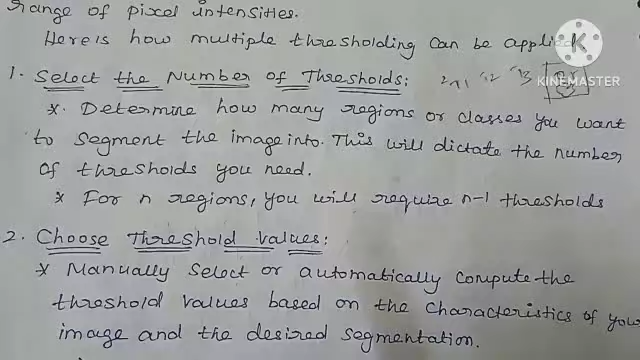 range of pixel intensities.
Here is how multiple thresholding can be applied
1. Select the Number of Thresholds:
* Determine how many regions or classes you want
to segment the image into. This will dictate the number
of thresholds you need.
* For n regions, you will require n-1 thresholds
2. Choose Threshold values:
* Manually select or automatically compute the
threshold values based on the characteristics of your
image and the desired segmentation.
K
KINEMASTER